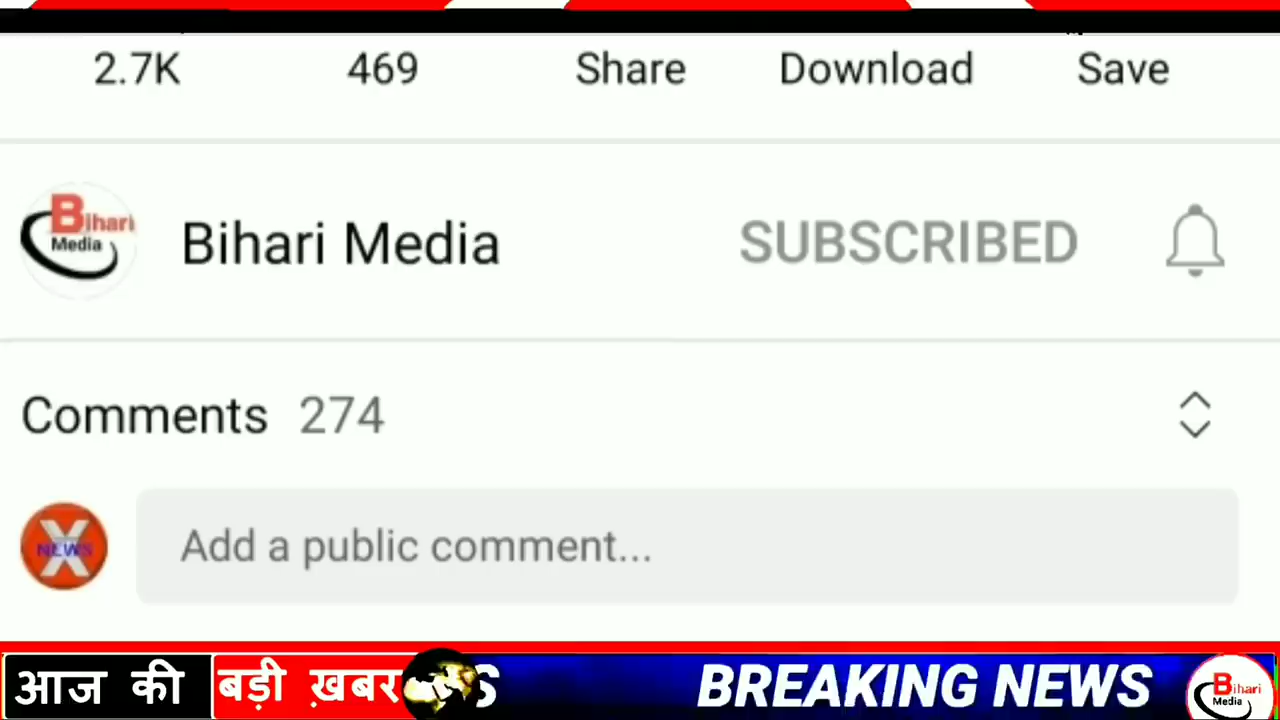 2.7K 469 Share Download Save
Bihari Media
Bihari Media SUBSCRIBED
Comments 274
X NEWS
Add a public comment...
आज की बड़ी ख़बर S BREAKING NEWS
Bihari Media